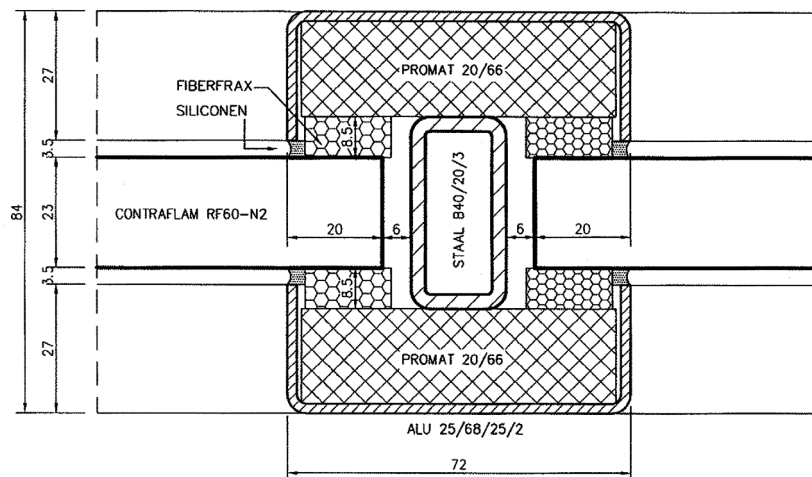 PROMAT 20/66
FIBERFRAX
SILICONEN
27
3.5
8.5
84
23
CONTRAFLAM RF60-N2
STAAL B40/20/3
20
6
6
20
3.5
8.5
27
PROMAT 20/66
ALU 25/68/25/2
72